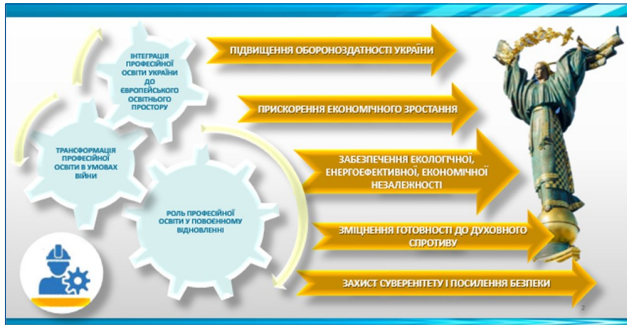 ІНТЕГРАЦІЯ
ПРОФЕСІЙНОЇ
ОСВІТИ УКРАЇНИ
ДО
ЄВРОПЕЙСЬКОГО
ОСВІТНЬОГО
ПРОСТОРУ
ТРАНСФОРМАЦІЯ
ПРОФЕСІЙНОЇ
ОСВІТИ В УМОВАХ
ВІЙНИ
РОЛЬ ПРОФЕСІЙНОЇ
ОСВІТИ У ПОВОЄННОМУ
ВІДНОВЛЕННІ
ПІДВИЩЕННЯ ОБОРОНОЗДАТНОСТІ УКРАЇНИ
ПРИСКОРЕННЯ ЕКОНОМІЧНОГО ЗРОСТАННЯ
ЗАБЕЗПЕЧЕННЯ ЕКОЛОГІЧНОЇ,
ЕНЕРГОЕФЕКТИВНОЇ, ЕКОНОМІЧНОЇ
НЕЗАЛЕЖНОСТІ
ЗМІЦНЕННЯ ГОТОВНОСТІ ДО ДУХОВНОГО
СПРОТИВУ
ЗАХИСТ СУВЕРЕНІТЕТУ І ПОСИЛЕННЯ БЕЗПЕКИ
2